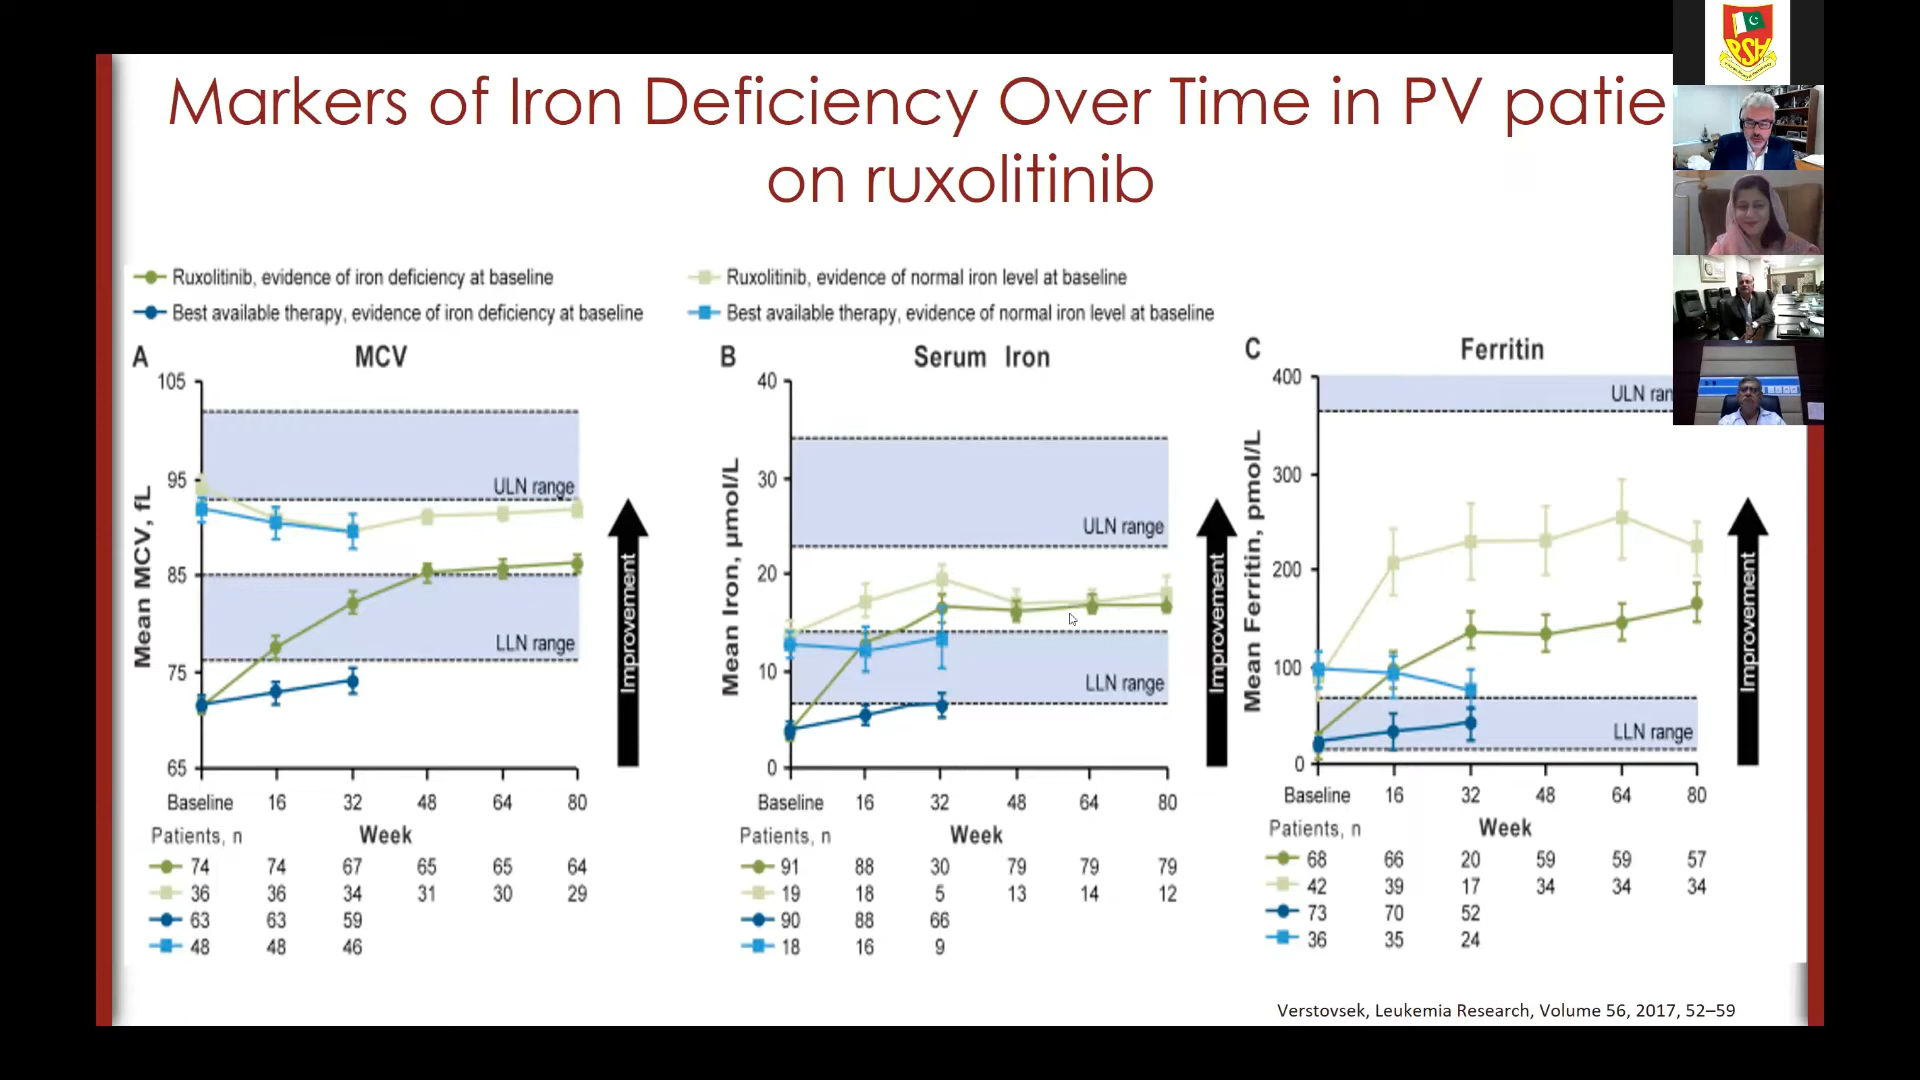 Markers of Iron Deficiency Over Time in PV patie
on ruxolitinib
Ruxolitinib, evidence of iron deficiency at baseline
Ruxolitinib, evidence of normal iron level at baseline
Best available therapy, evidence of iron deficiency at baseline
Best available therapy, evidence of normal iron level at baseline
A MCV
Mean MCV, fL
105
95
85
75
65
ULN range
LLN range
Improvement
Baseline 16 32 48 64 80
Patients, n Week
74 74 67 65 65 64
36 36 34 31 30 29
63 63 59
48 48 46
B Serum Iron
Mean Iron, µmol/L
40
30
20
10
0
ULN range
LLN range
Improvement
Baseline 16 32 48 64 80
Patients, n Week
91 88 30 79 79 79
19 18 5 13 14 12
90 88 66
18 16 9
C Ferritin
Mean Ferritin, pmol/L
400
300
200
100
0
ULN ran
LLN range
Improvement
Baseline 16 32 48 64 80
Patients, n Week
68 66 20 59 59 57
42 39 17 34 34 34
73 70 52
36 35 24
Verstovsek, Leukemia Research, Volume 56, 2017, 52–59
PSH